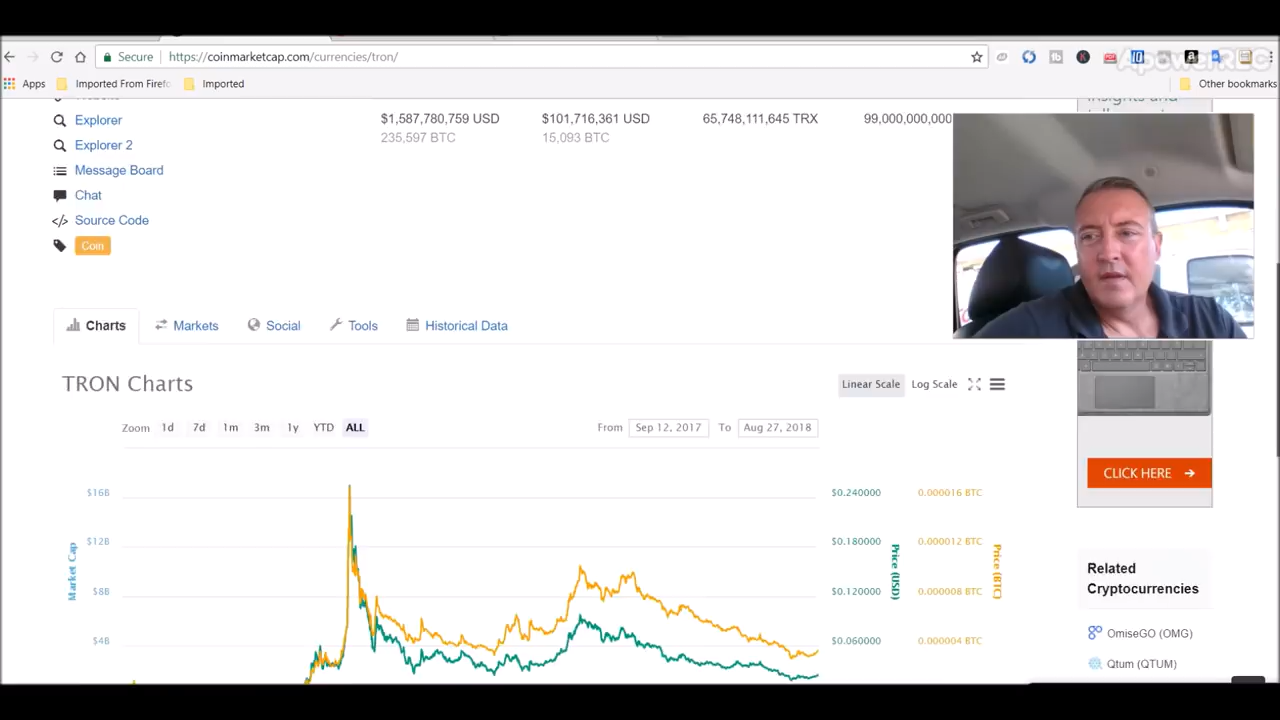 Secure
https://coinmarketcap.com/currencies/tron/
ApowerREC
Apps
Imported From Firefo
Imported
Other bookmarks
Explorer
$1,587,780,759 USD
$101,716,361 USD
65,748,111,645 TRX
99,000,000,000
235,597 BTC
15,093 BTC
Explorer 2
Message Board
Chat
Source Code
Coin
Charts
Markets
Social
Tools
Historical Data
TRON Charts
Linear Scale
Log Scale
Zoom
1d
7d
1m
3m
1y
YTD
ALL
From
Sep 12, 2017
To
Aug 27, 2018
CLICK HERE
$16B
$12B
$8B
$4B
Market Cap
$0.240000
$0.180000
$0.120000
$0.060000
Price (USD)
0.000016 BTC
0.000012 BTC
0.000008 BTC
0.000004 BTC
Price (BTC)
Related
Cryptocurrencies
OmiseGO (OMG)
Qtum (QTUM)